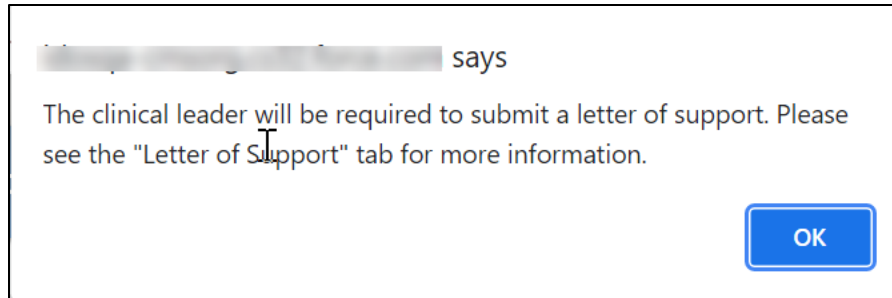 says
The clinical leader will be required to submit a letter of support. Please
see the "Letter of Support" tab for more information.
OK